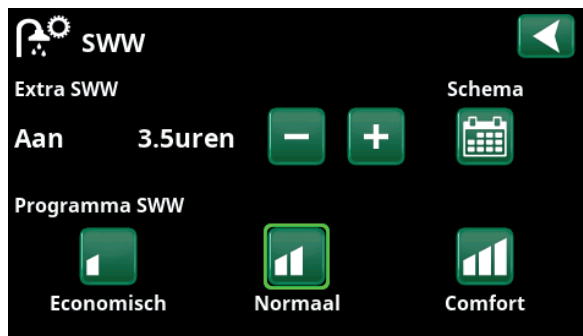 SWW
Extra SWW Schema
Aan 3.5uren - +
Programma SWW
Economisch Normaal Comfort